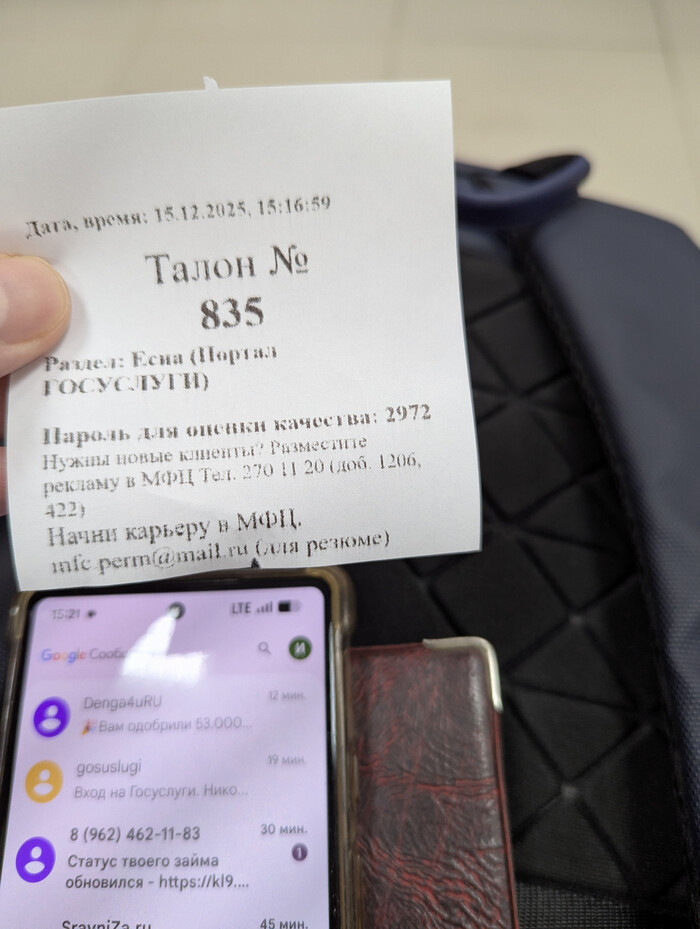 Дата, время: 15.12.2025, 15:16:59
Талон №
835
Раздел: Есиа (Портал
ГОСУСЛУГИ)
Пароль для оценки качества: 2972
Нужны новые клиенты? Разместите
рекламу в МФЦ Тел. 270 11 20 (доб. 1206,
422)
Начни карьеру в МФЦ.
mfc.perm@mail.ru (для резюме)
15:21 LTE
Google Сооб
И
Denga4uRU 12 мин.
🎉Вам одобрили 53.000...
gosuslugi 19 мин.
Вход на Госуслуги. Нико...
8 (962) 462-11-83 30 мин.
Статус твоего займа 1
обновился - https://kl9....
SravniZa.ru 45 мин.